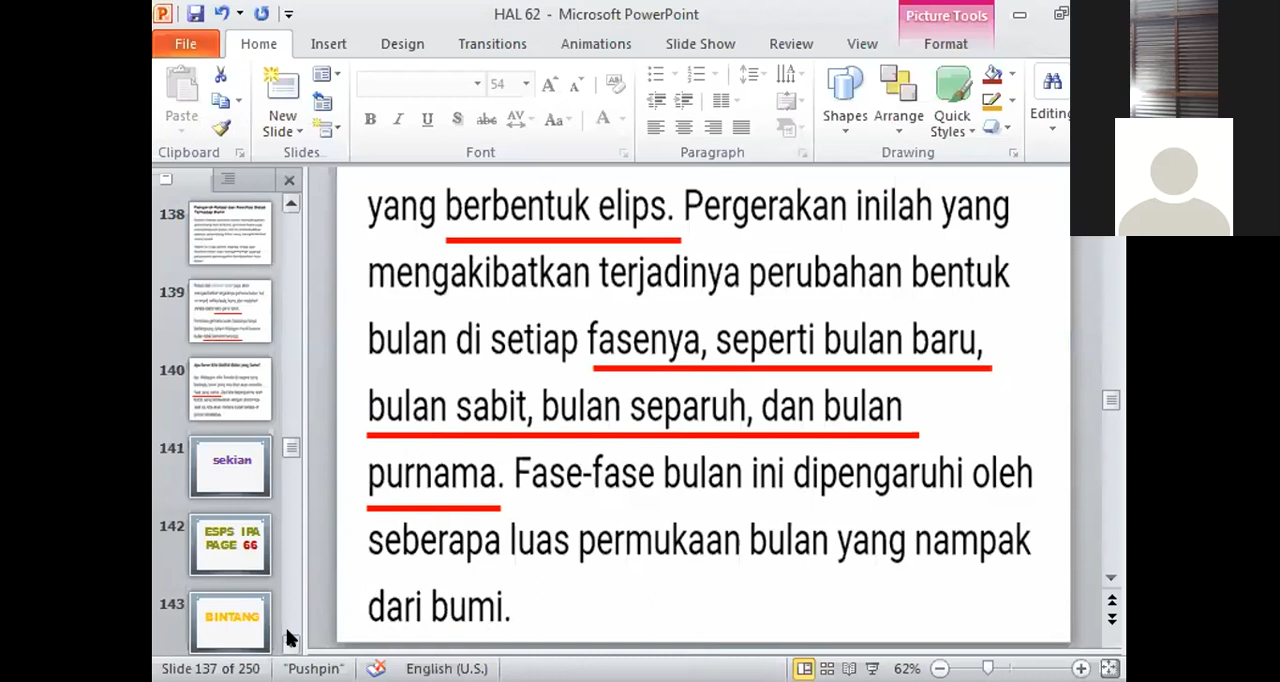 HAL 62 - Microsoft PowerPoint
Picture Tools
File Home Insert Design Transitions Animations Slide Show Review View Format
54
Paste
New Slide
Shapes Arrange Quick Styles
Editing
Clipboard Slides Font Paragraph Drawing
138
139
140
141
sekian
142
ESPS IPA
PAGE 66
143
BINTANG
yang berbentuk elips. Pergerakan inilah yang
mengakibatkan terjadinya perubahan bentuk
bulan di setiap fasenya, seperti bulan baru,
bulan sabit, bulan separuh, dan bulan
purnama. Fase-fase bulan ini dipengaruhi oleh
seberapa luas permukaan bulan yang nampak
dari bumi.
Slide 137 of 250 "Pushpin" English (U.S.) 62%